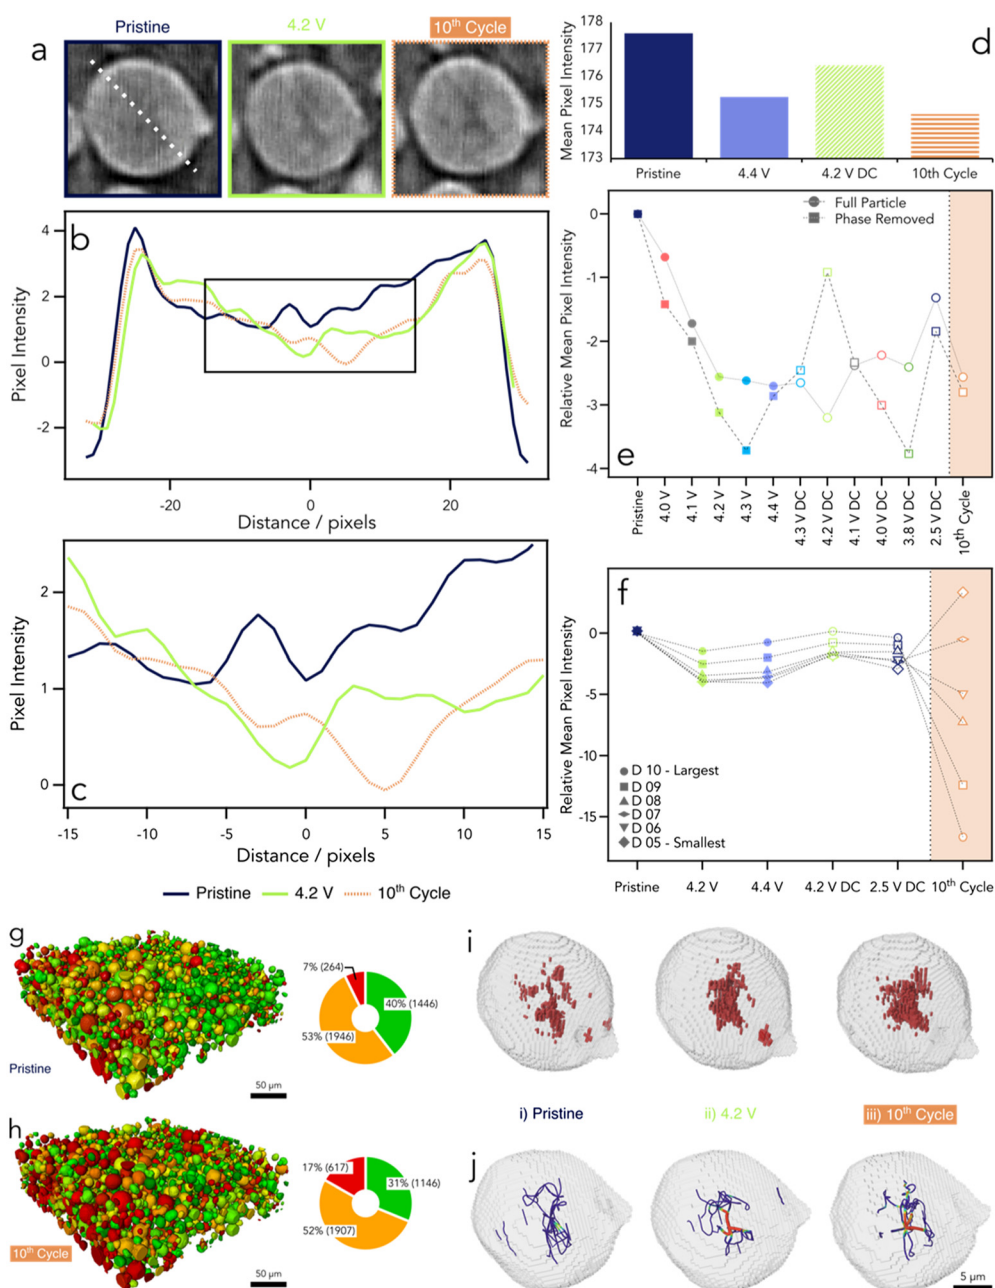 Pristine
4.2 V
10th Cycle
a
b
Pixel Intensity
4
2
0
-2
-20
0
20
Distance / pixels
c
Pixel Intensity
2
1
0
-15
-10
-5
0
5
10
15
Distance / pixels
Pristine
4.2 V
10th Cycle
d
Mean Pixel Intensity
178
177
176
175
174
173
Pristine
4.4 V
4.2 V DC
10th Cycle
e
Relative Mean Pixel Intensity
0
-1
-2
-3
-4
Full Particle
Phase Removed
Pristine
4.0 V
4.1 V
4.2 V
4.3 V
4.4 V
4.3 V DC
4.2 V DC
4.1 V DC
4.0 V DC
3.8 V DC
2.5 V DC
10th Cycle
f
Relative Mean Pixel Intensity
0
-5
-10
-15
D 10 - Largest
D 09
D 08
D 07
D 06
D 05 - Smallest
Pristine
4.2 V
4.4 V
4.2 V DC
2.5 V DC
10th Cycle
g
Pristine
50 µm
7% (264)
40% (1446)
53% (1946)
h
10th Cycle
50 µm
17% (617)
31% (1146)
52% (1907)
i
i) Pristine
ii) 4.2 V
iii) 10th Cycle
j
5 µm